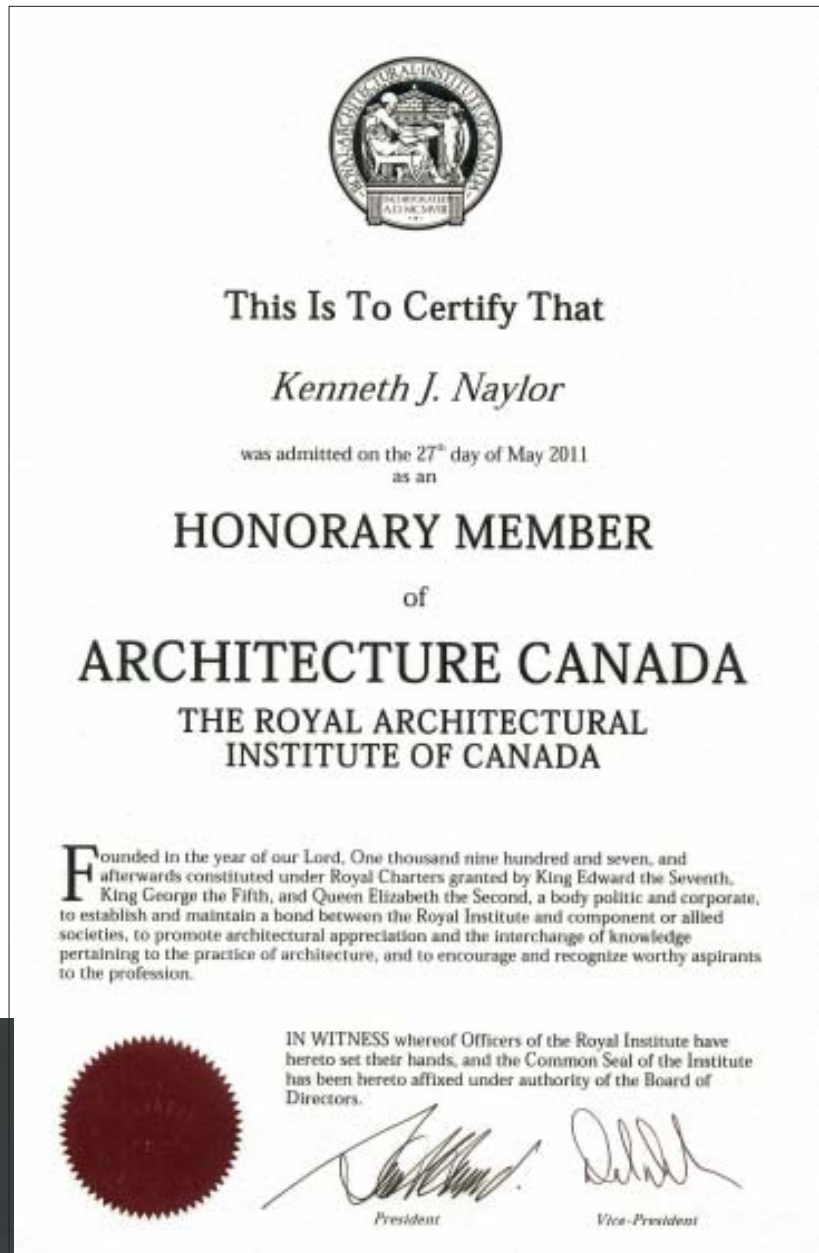 ROYAL ARCHITECTURAL INSTITUTE OF CANADA
INCORPORATED
A.D. MCMVIII
This Is To Certify That
Kenneth J. Naylor
was admitted on the 27th day of May 2011
as an
HONORARY MEMBER
of
ARCHITECTURE CANADA
THE ROYAL ARCHITECTURAL
INSTITUTE OF CANADA
Founded in the year of our Lord, One thousand nine hundred and seven, and
afterwards constituted under Royal Charters granted by King Edward the Seventh,
King George the Fifth, and Queen Elizabeth the Second, a body politic and corporate,
to establish and maintain a bond between the Royal Institute and component or allied
societies, to promote architectural appreciation and the interchange of knowledge
pertaining to the practice of architecture, and to encourage and recognize worthy aspirants
to the profession.
IN WITNESS whereof Officers of the Royal Institute have
hereto set their hands, and the Common Seal of the Institute
has been hereto affixed under authority of the Board of
Directors.
President
Vice-President